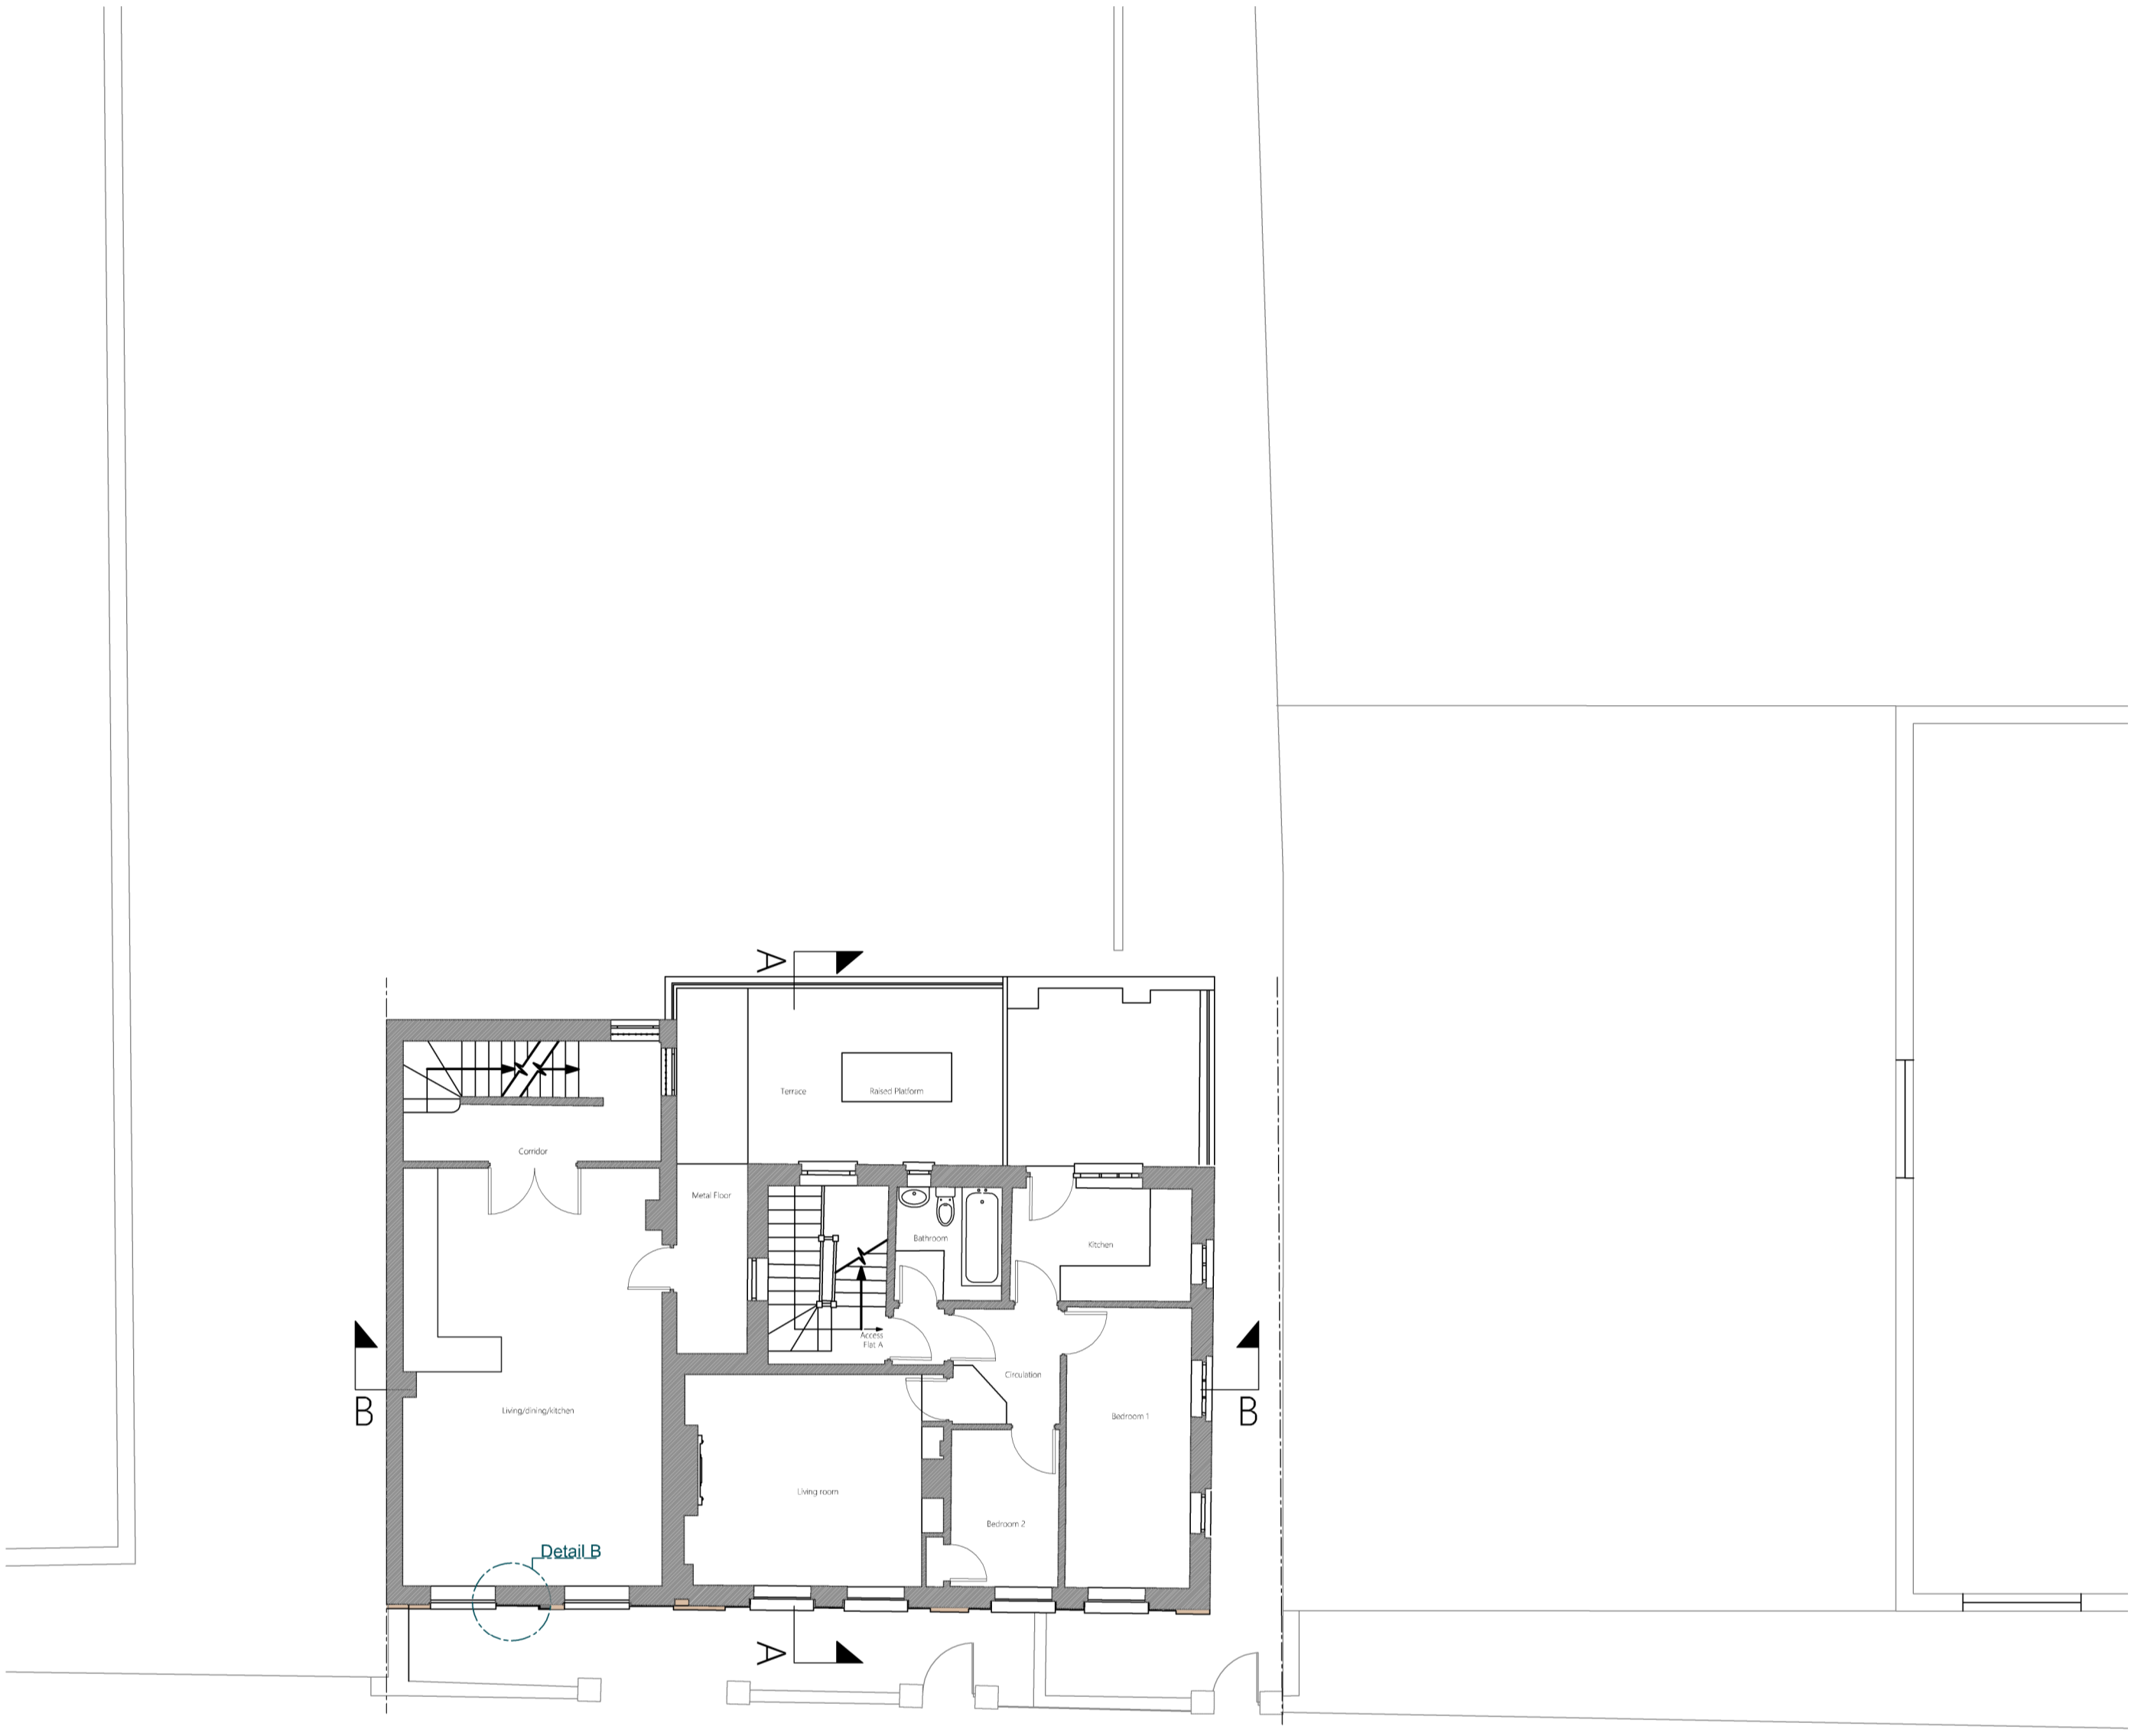 A
Terrace
Raised Platform
Corridor
Metal Floor
Bathroom
Kitchen
Access
Flat A
Circulation
B
B
Living/dining/kitchen
Bedroom 1
Living room
Bedroom 2
Detail B
A